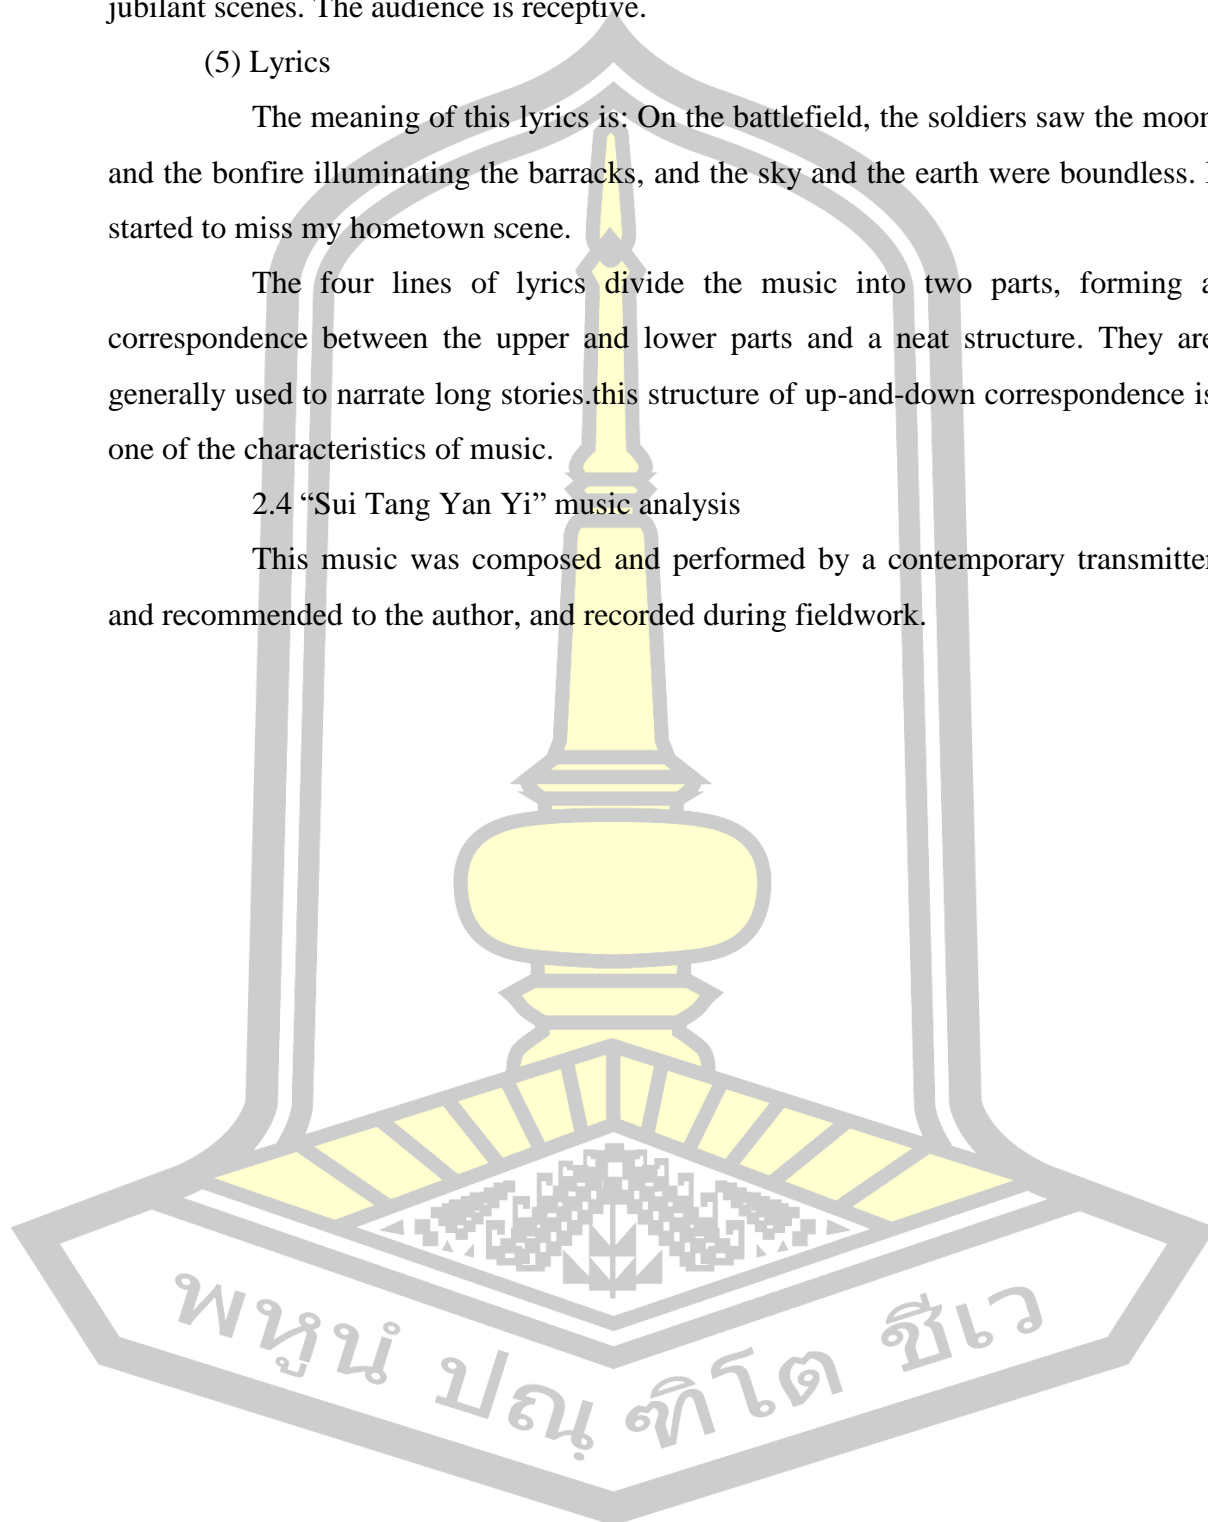 jubilant scenes. The audience is receptive.
(5) Lyrics
The meaning of this lyrics is: On the battlefield, the soldiers saw the moon
and the bonfire illuminating the barracks, and the sky and the earth were boundless. I
started to miss my hometown scene.
The four lines of lyrics divide the music into two parts, forming a
correspondence between the upper and lower parts and a neat structure. They are
generally used to narrate long stories.this structure of up-and-down correspondence is
one of the characteristics of music.
2.4 “Sui Tang Yan Yi” music analysis
This music was composed and performed by a contemporary transmitter
and recommended to the author, and recorded during fieldwork.
พหูนํ ปณฺฑิโต ชีเว